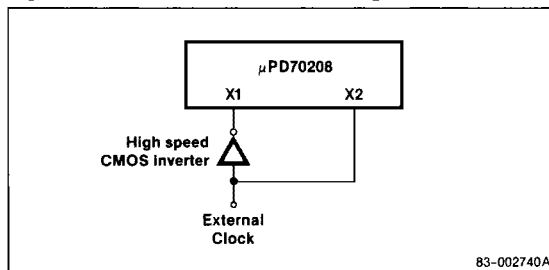 μPD70208
X1 X2
High speed
CMOS inverter
External
Clock
83-002740A